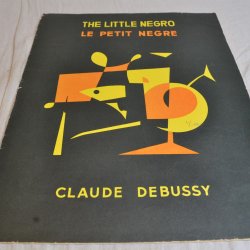 THE LITTLE NEGRO
LE PETIT NEGRE
CLAUDE DEBUSSY